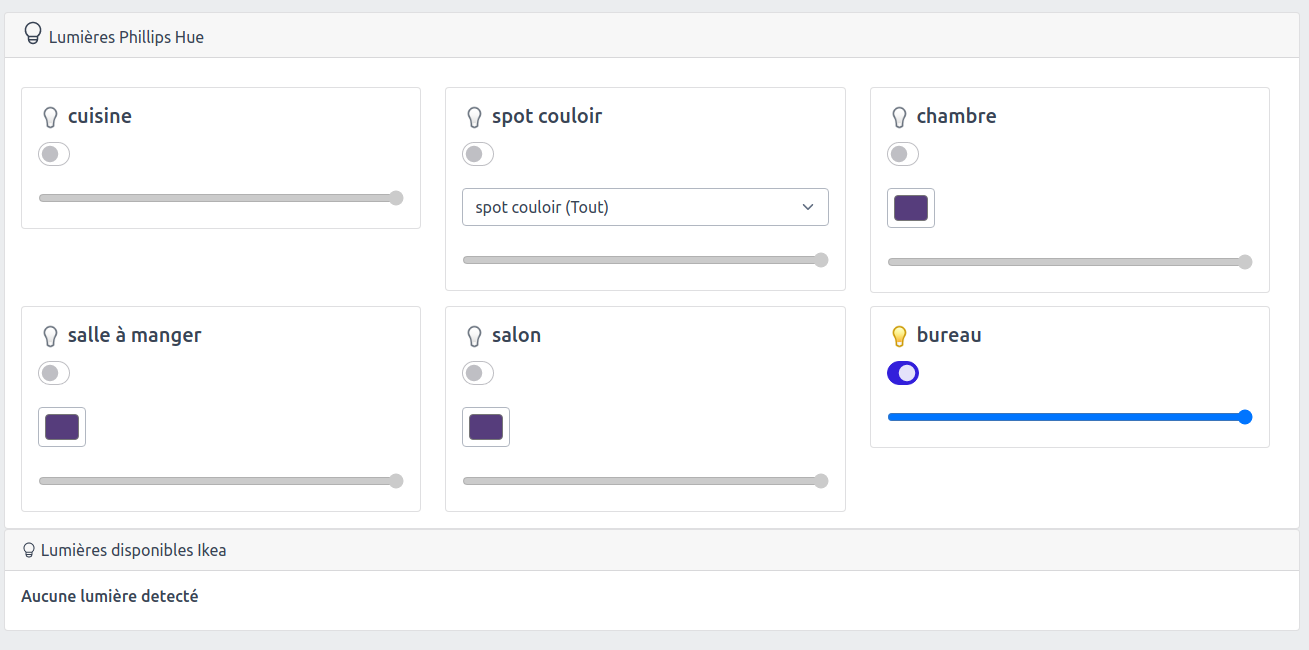 Lumières Phillips Hue
cuisine
spot couloir
chambre
spot couloir (Tout)
salle à manger
salon
bureau
Lumières disponibles Ikea
Aucune lumière detecté